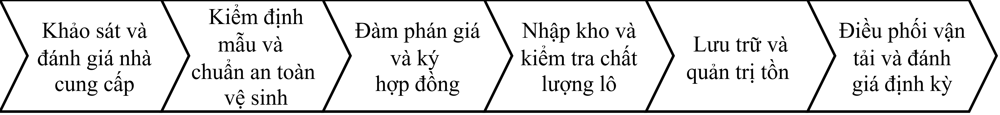 Khảo sát và
đánh giá nhà
cung cấp
Kiểm định
mẫu và
chuẩn an toàn
vệ sinh
Đàm phán giá
và ký
hợp đồng
Nhập kho và
kiểm tra chất
lượng lô
Lưu trữ và
quản trị tồn
Điều phối vận
tải và đánh
giá định kỳ